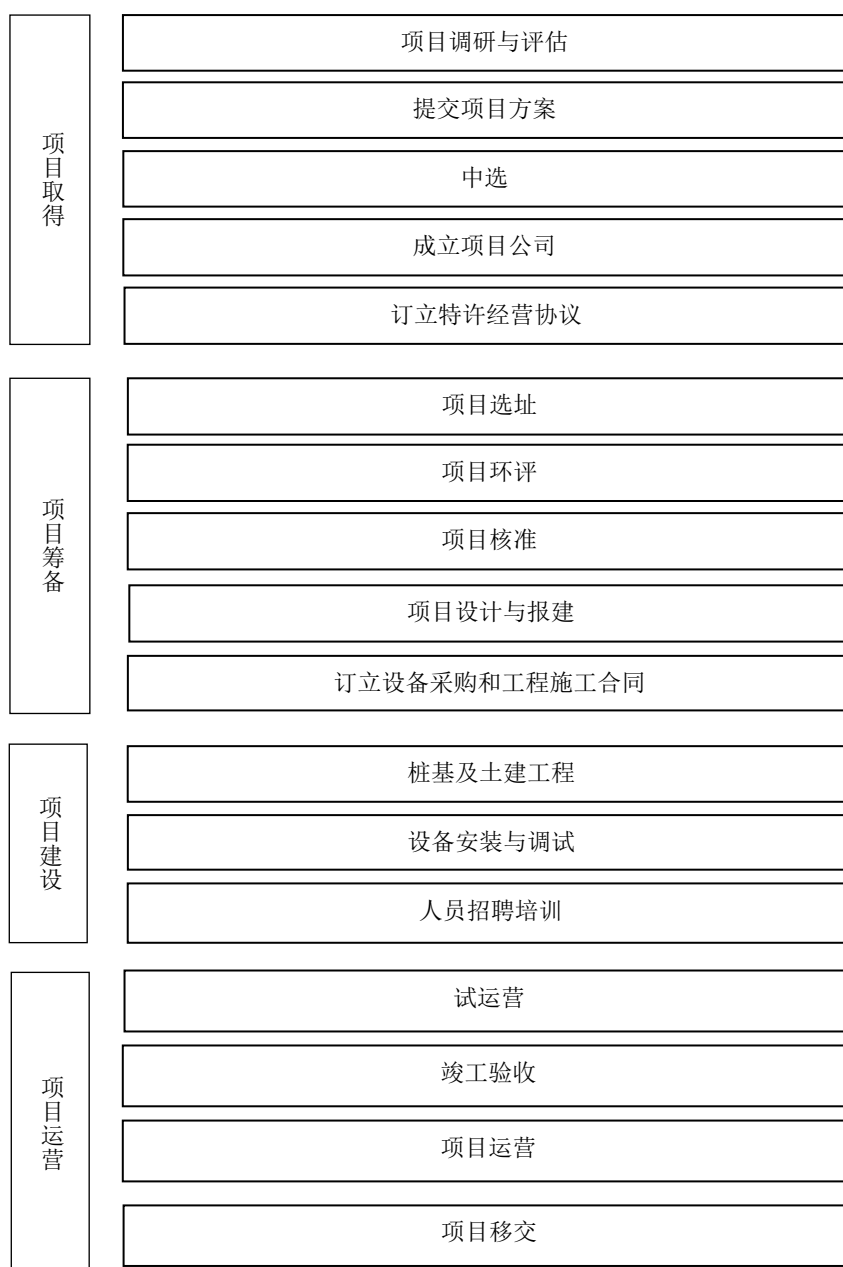 项目取得
项目调研与评估
提交项目方案
中选
成立项目公司
订立特许经营协议
项目筹备
项目选址
项目环评
项目核准
项目设计与报建
订立设备采购和工程施工合同
项目建设
桩基及土建工程
设备安装与调试
人员招聘培训
项目运营
试运营
竣工验收
项目运营
项目移交